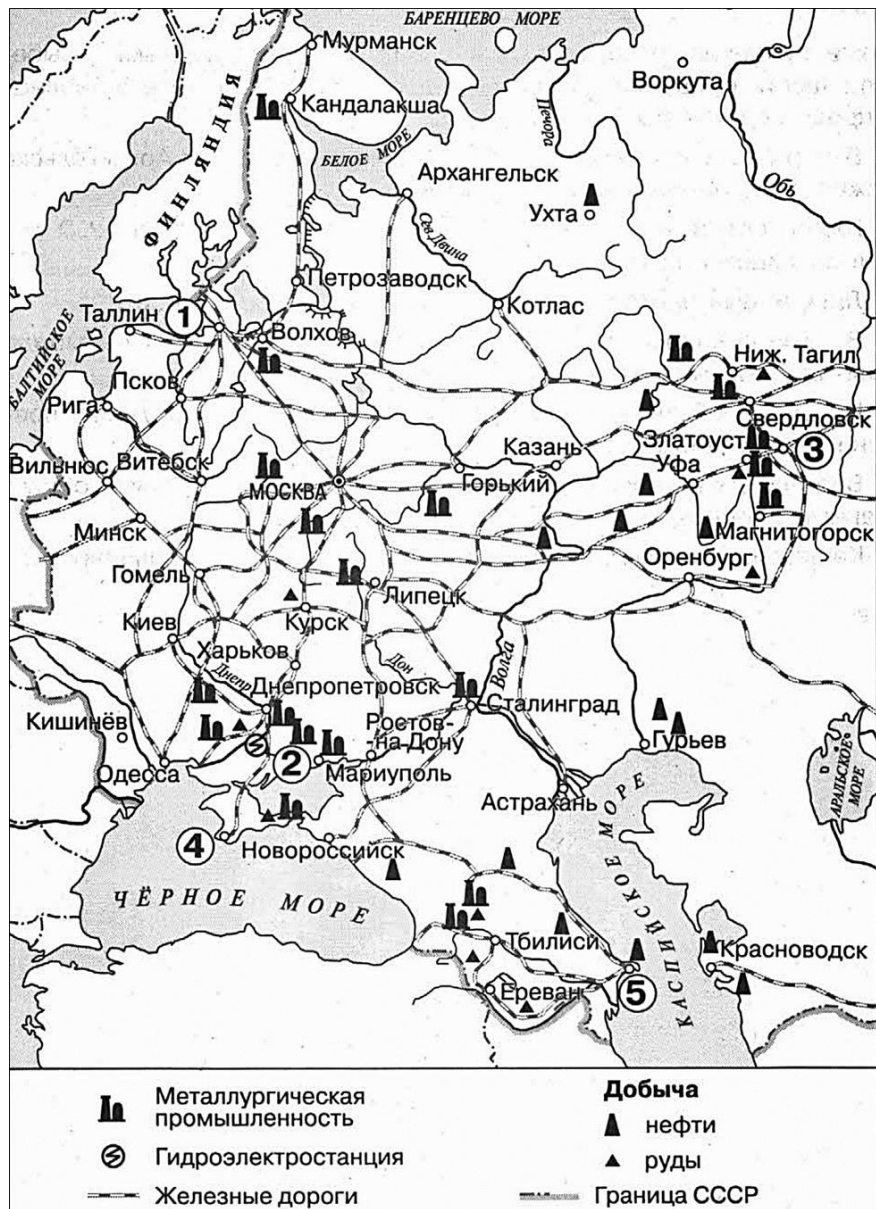 БАРЕНЦЕВО МОРЕ
Мурманск
Воркута
Кандалакша
Печора
ФИНЛЯНДИЯ
БЕЛОЕ МОРЕ
Архангельск
Обь
Ухта
Сев. Двина
Петрозаводск
Котлас
Таллин
1
Волхов
БАЛТИЙСКОЕ МОРЕ
Ниж. Тагил
Псков
Рига
Свердловск
Казань
Златоуст
3
Вильнюс
Витебск
МОСКВА
Горький
Уфа
Минск
Магнитогорск
Оренбург
Гомель
Липецк
Киев
Курск
Харьков
Дон
Волга
Днепр
Днепропетровск
Сталинград
Кишинёв
Ростов-
-на-Дону
Гурьев
2
Одесса
Мариуполь
Астрахань
АРАЛЬСКОЕ
МОРЕ
4
Новороссийск
ЧЁРНОЕ МОРЕ
КАСПИЙСКОЕ МОРЕ
Тбилиси
Красноводск
Ереван
5
Металлургическая
промышленность
Гидроэлектростанция
Железные дороги
Добыча
нефти
руды
Граница СССР